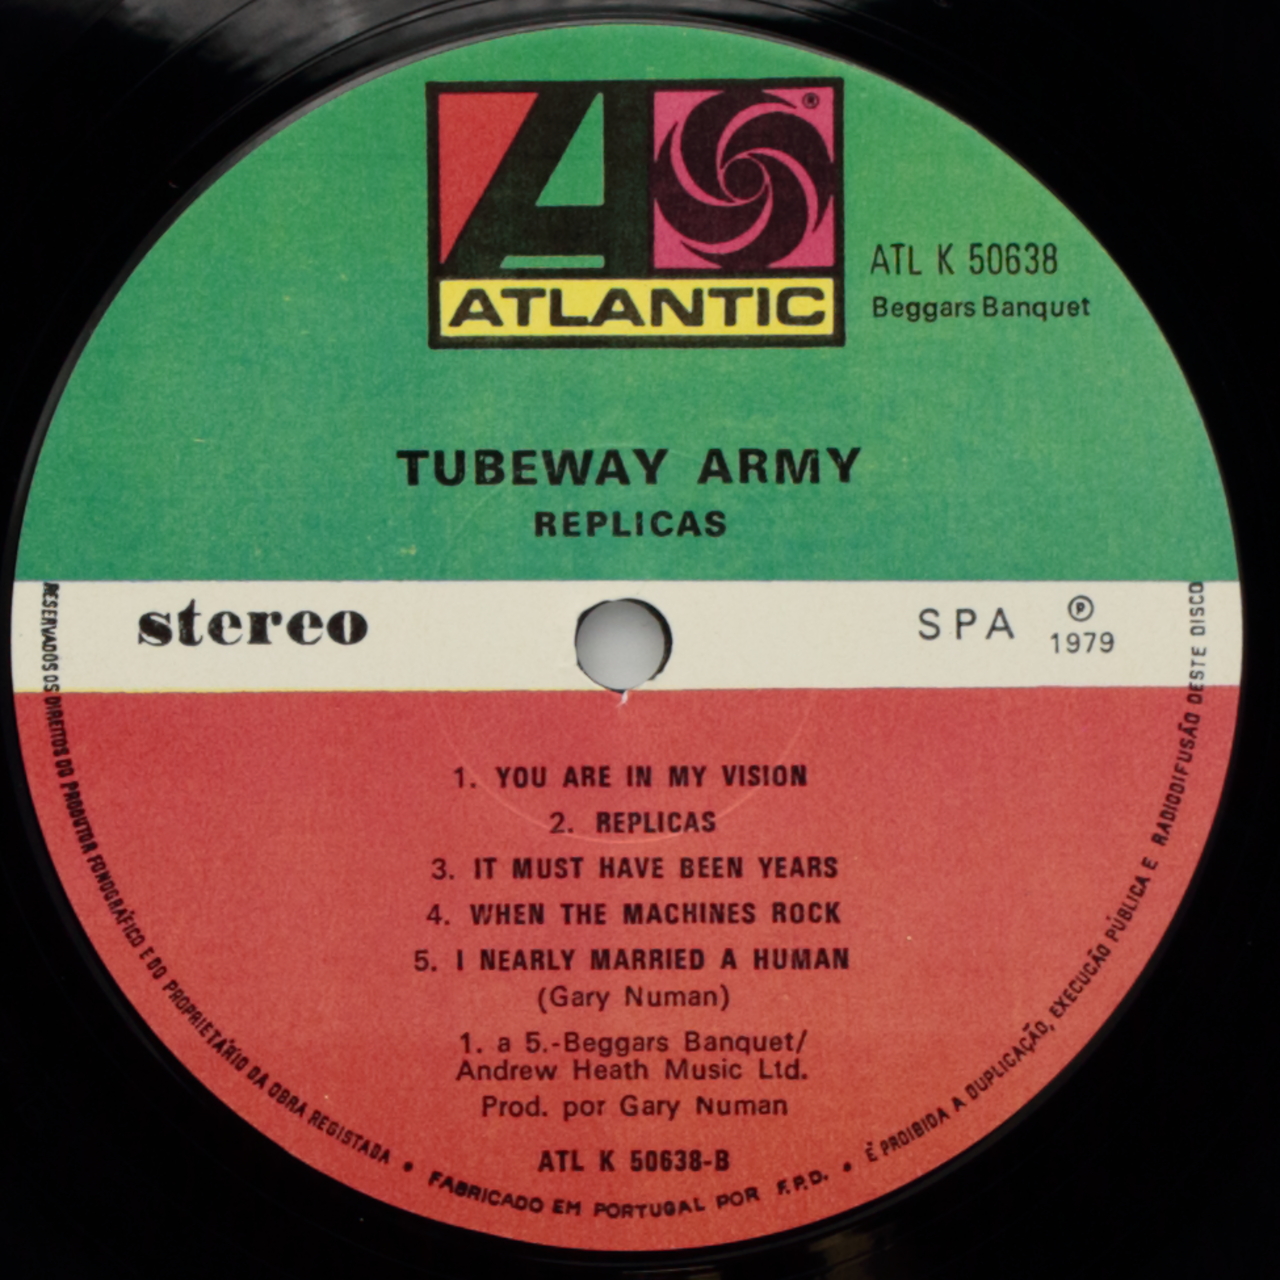 ®
ATLANTIC
ATL K 50638
Beggars Banquet
TUBEWAY ARMY
REPLICAS
stereo
SPA
℗
1979
1. YOU ARE IN MY VISION
2. REPLICAS
3. IT MUST HAVE BEEN YEARS
4. WHEN THE MACHINES ROCK
5. I NEARLY MARRIED A HUMAN
(Gary Numan)
1. a 5.-Beggars Banquet/
Andrew Heath Music Ltd.
Prod. por Gary Numan
ATL K 50638-B
RESERVADOS OS DIREITOS DO PRODUTOR FONOGRÁFICO E DO PROPRIETÁRIO DA OBRA REGISTADA • FABRICADO EM PORTUGAL POR F.P.D. • É PROIBIDA A DUPLICAÇÃO, EXECUCÃO PÚBLICA E RADIODIFUSÃO DESTE DISCO